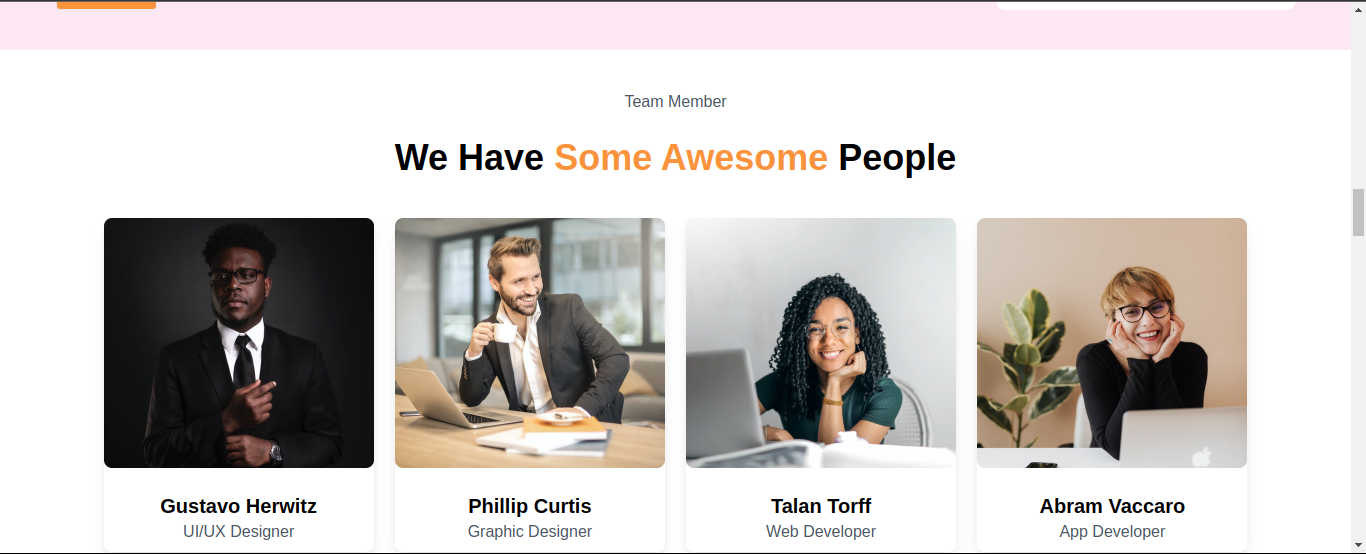 Team Member
We Have Some Awesome People
Gustavo Herwitz
UI/UX Designer
Phillip Curtis
Graphic Designer
Talan Torff
Web Developer
Abram Vaccaro
App Developer